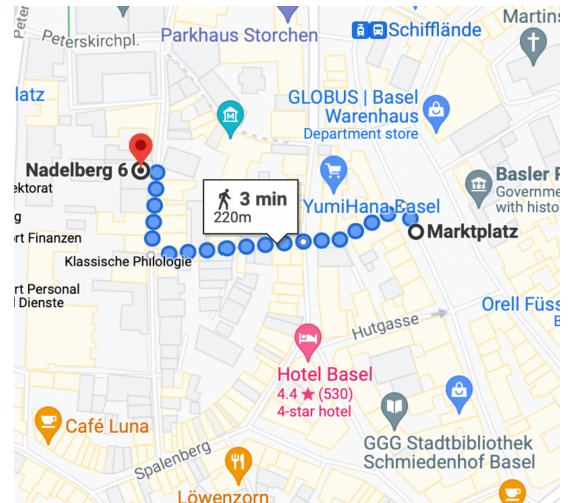 Martins
Parkhaus Storchen
Schifflände
Peterskirchpl.
latz
GLOBUS | Basel
Warenhaus
Department store
Nadelberg 6
3 min
220m
YumiHana Basel
Basler R
Governme
with histo
ektorat
g
rt Finanzen
Marktplatz
Klassische Philologie
rt Personal
Dienste
Orell Füss
B
Hutgasse
Hotel Basel
4.4 ★ (530)
4-star hotel
Café Luna
GGG Stadtbibliothek
Schmiedenhof Basel
Spalenberg
Löwenzorn